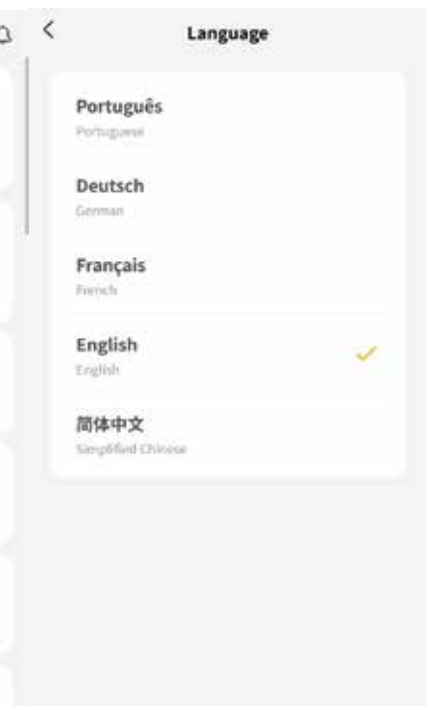 Language
Português
Portuguese
Deutsch
German
Français
French
English
English
简体中文
Simplified Chinese